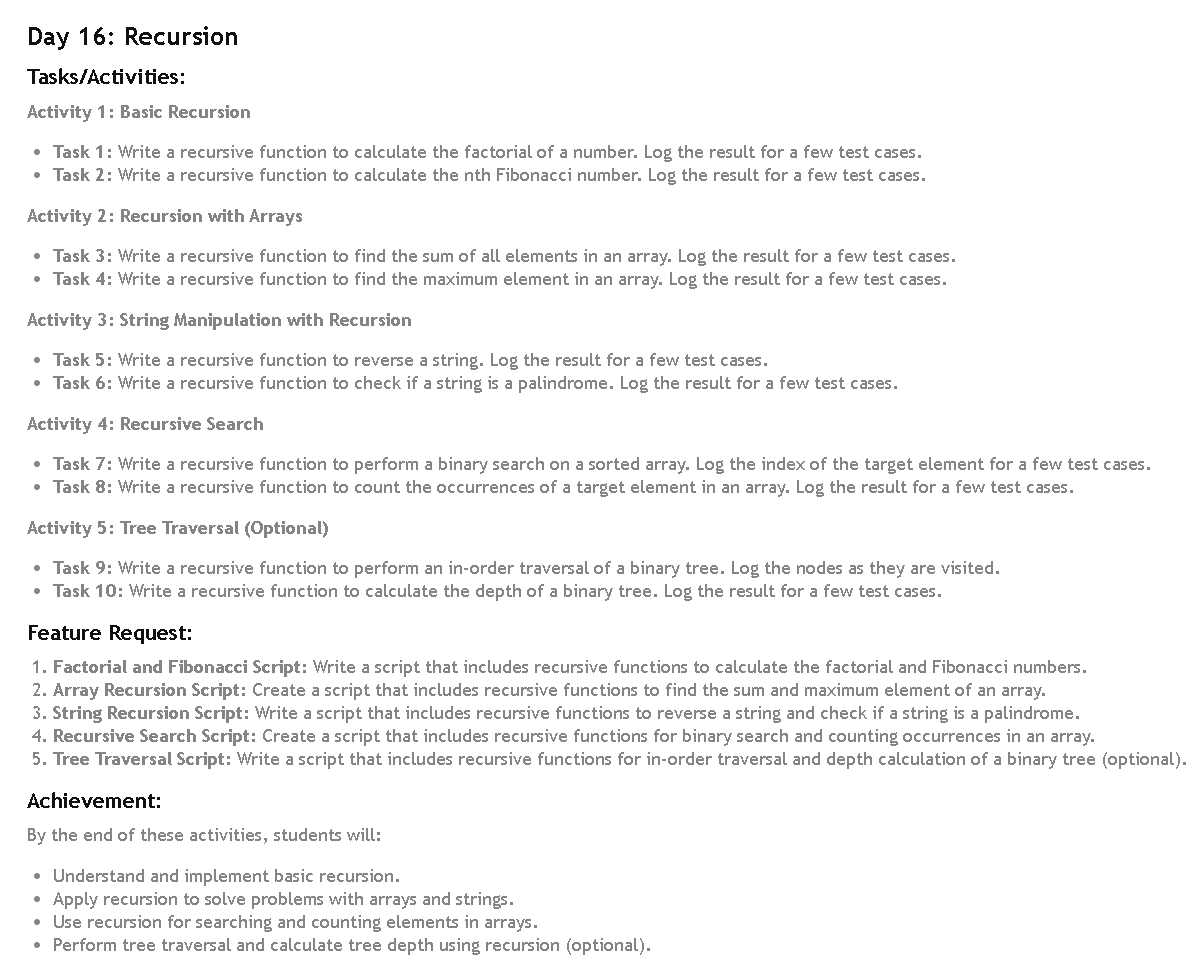 Day 16: Recursion
Tasks/Activities:
Activity 1: Basic Recursion
• Task 1: Write a recursive function to calculate the factorial of a number. Log the result for a few test cases.
• Task 2: Write a recursive function to calculate the nth Fibonacci number. Log the result for a few test cases.
Activity 2: Recursion with Arrays
• Task 3: Write a recursive function to find the sum of all elements in an array. Log the result for a few test cases.
• Task 4: Write a recursive function to find the maximum element in an array. Log the result for a few test cases.
Activity 3: String Manipulation with Recursion
• Task 5: Write a recursive function to reverse a string. Log the result for a few test cases.
• Task 6: Write a recursive function to check if a string is a palindrome. Log the result for a few test cases.
Activity 4: Recursive Search
• Task 7: Write a recursive function to perform a binary search on a sorted array. Log the index of the target element for a few test cases.
• Task 8: Write a recursive function to count the occurrences of a target element in an array. Log the result for a few test cases.
Activity 5: Tree Traversal (Optional)
• Task 9: Write a recursive function to perform an in-order traversal of a binary tree. Log the nodes as they are visited.
• Task 10: Write a recursive function to calculate the depth of a binary tree. Log the result for a few test cases.
Feature Request:
1. Factorial and Fibonacci Script: Write a script that includes recursive functions to calculate the factorial and Fibonacci numbers.
2. Array Recursion Script: Create a script that includes recursive functions to find the sum and maximum element of an array.
3. String Recursion Script: Write a script that includes recursive functions to reverse a string and check if a string is a palindrome.
4. Recursive Search Script: Create a script that includes recursive functions for binary search and counting occurrences in an array.
5. Tree Traversal Script: Write a script that includes recursive functions for in-order traversal and depth calculation of a binary tree (optional).
Achievement:
By the end of these activities, students will:
• Understand and implement basic recursion.
• Apply recursion to solve problems with arrays and strings.
• Use recursion for searching and counting elements in arrays.
• Perform tree traversal and calculate tree depth using recursion (optional).